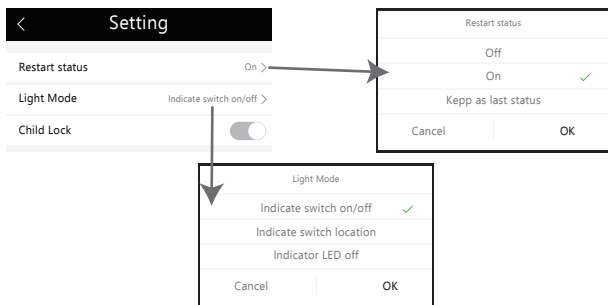 Setting
Restart status
On
Light Mode
Indicate switch on/off
Child Lock
Restart status
Off
On
Kepp as last status
Cancel
OK
Light Mode
Indicate switch on/off
Indicate switch location
Indicator LED off
Cancel
OK